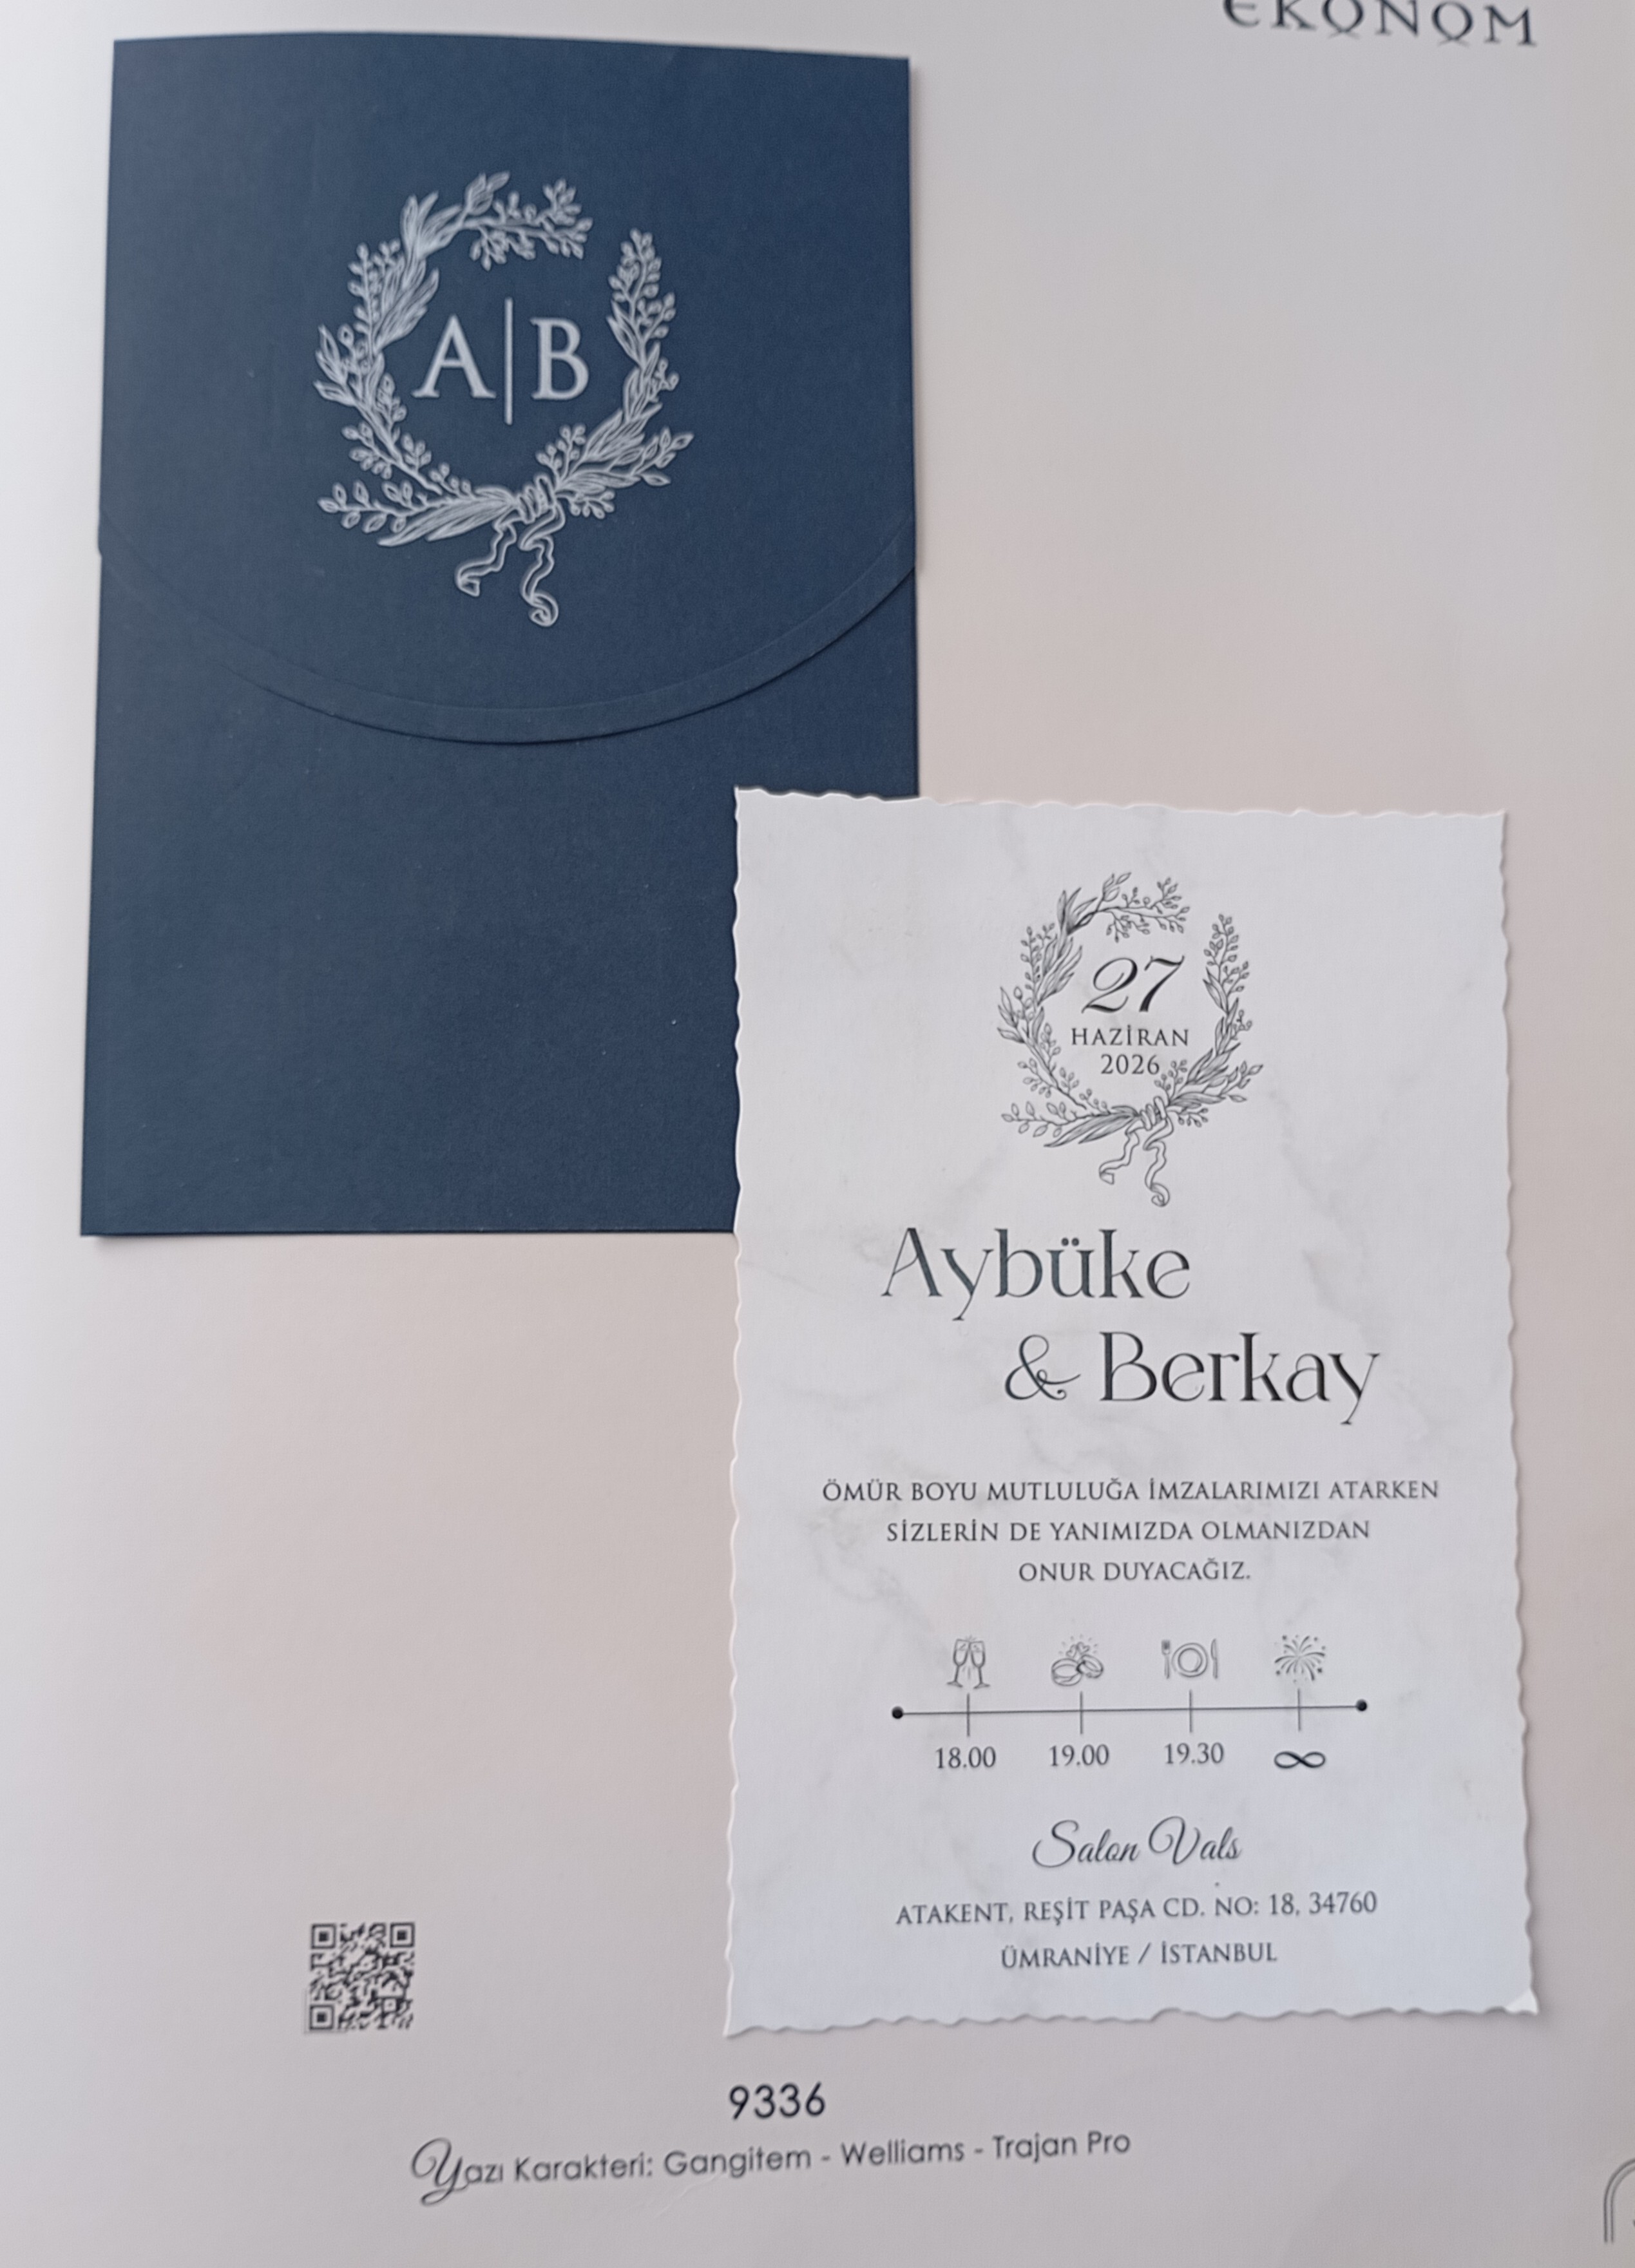 EKONOM
A|B
27
HAZİRAN
2026
Aybüke
& Berkay
ÖMÜR BOYU MUTLULUĞA İMZALARIMIZI ATARKEN
SİZLERİN DE YANIMIZDA OLMANIZDAN
ONUR DUYACAĞIZ.
18.00 19.00 19.30 ∞
Salon Vals
ATAKENT, REŞİT PAŞA CD. NO: 18, 34760
ÜMRANİYE / İSTANBUL
9336
Yazı Karakteri: Gangitem - Welliams - Trajan Pro